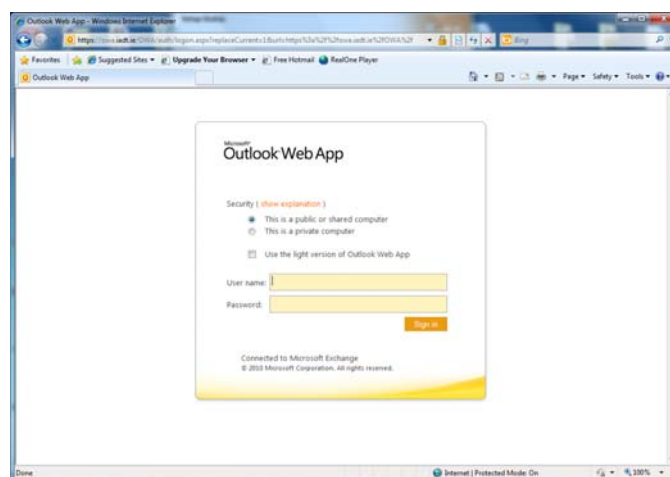 Outlook Web App - Windows Internet Explorer
Bing
Favorites Suggested Sites Upgrade Your Browser Free Hotmail RealOne Player
Outlook Web App
Page Safety Tools
Microsoft
Outlook Web App
Security ( show explanation )
This is a public or shared computer
This is a private computer
Use the light version of Outlook Web App
User name:
Password:
Sign in
Connected to Microsoft Exchange
© 2010 Microsoft Corporation. All rights reserved.
Done
Internet | Protected Mode: On
100%